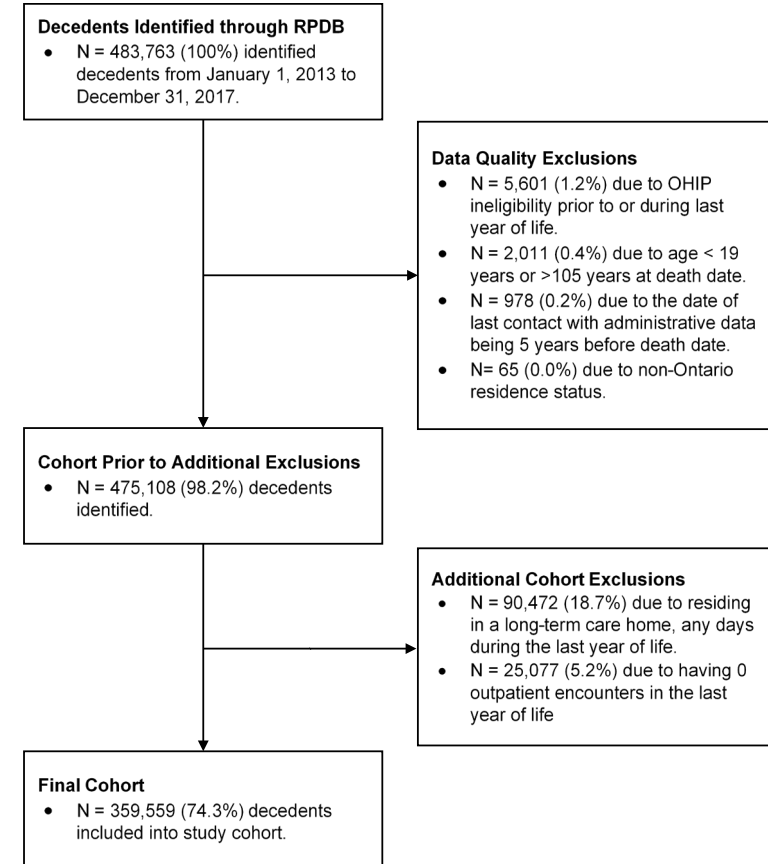 Decedents Identified through RPDB
• N = 483,763 (100%) identified
decedents from January 1, 2013 to
December 31, 2017.
Data Quality Exclusions
• N = 5,601 (1.2%) due to OHIP
ineligibility prior to or during last
year of life.
• N = 2,011 (0.4%) due to age < 19
years or >105 years at death date.
• N = 978 (0.2%) due to the date of
last contact with administrative data
being 5 years before death date.
• N= 65 (0.0%) due to non-Ontario
residence status.
Cohort Prior to Additional Exclusions
• N = 475,108 (98.2%) decedents
identified.
Additional Cohort Exclusions
• N = 90,472 (18.7%) due to residing
in a long-term care home, any days
during the last year of life.
• N = 25,077 (5.2%) due to having 0
outpatient encounters in the last
year of life
Final Cohort
• N = 359,559 (74.3%) decedents
included into study cohort.